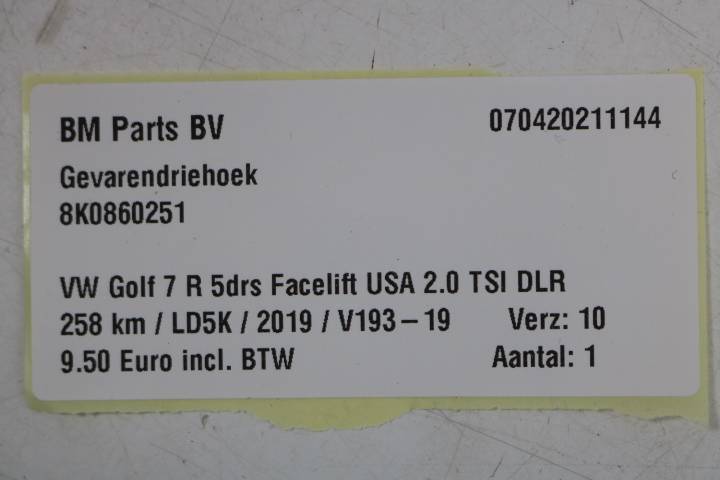 BM Parts BV 070420211144
Gevarendriehoek
8K0860251
VW Golf 7 R 5drs Facelift USA 2.0 TSI DLR
258 km / LD5K / 2019 / V193-19 Verz: 10
9.50 Euro incl. BTW Aantal: 1